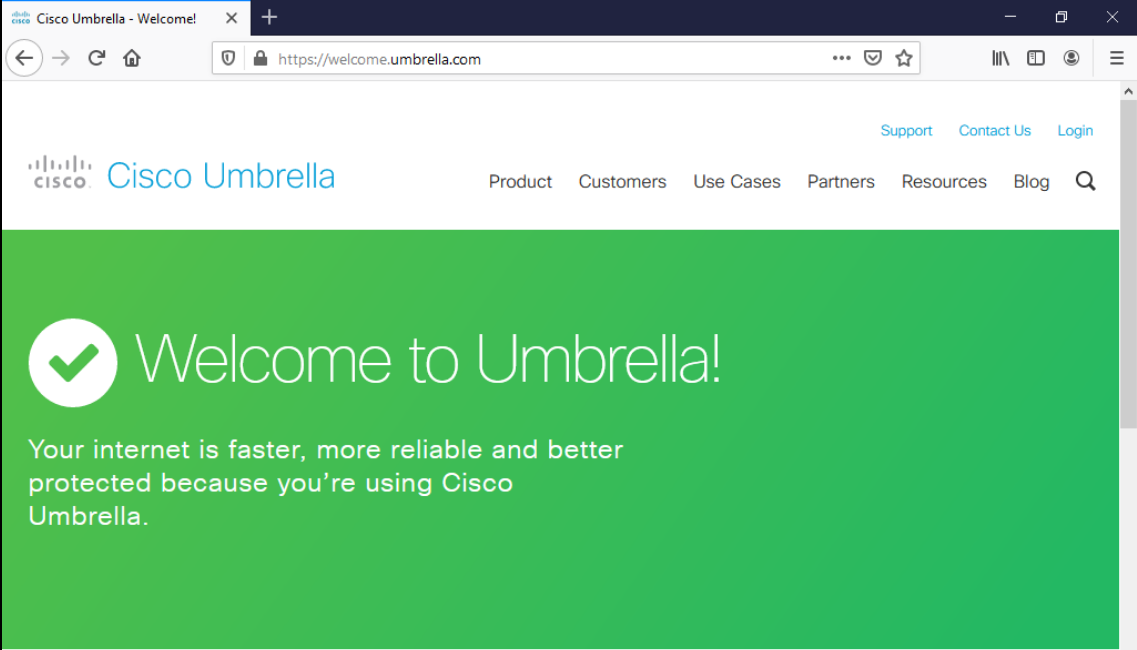 Cisco Umbrella - Welcome!
https://welcome.umbrella.com
Support Contact Us Login
cisco Cisco Umbrella
Product Customers Use Cases Partners Resources Blog
Welcome to Umbrella!
Your internet is faster, more reliable and better
protected because you’re using Cisco
Umbrella.